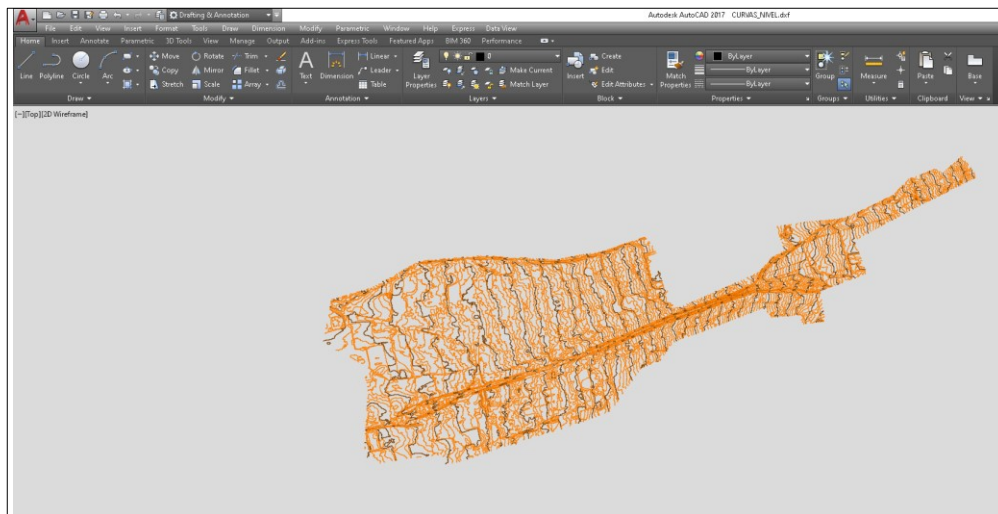 Drafting & Annotation
Autodesk AutoCAD 2017 CURVAS_NIVEL.dxf
File Edit View Insert Format Tools Draw Dimension Modify Parametric Window Help Express Data View
Home Insert Annotate Parametric 3D Tools View Manage Output Add-ins Express Tools Featured Apps BIM 360 Performance
Move Rotate Trim Linear 0 Create ByLayer
Line Polyline Circle Arc Copy Mirror Fillet Text Dimension Leader Layer Properties Make Current Insert Edit Match Properties ByLayer Group Measure Paste Base
Stretch Scale Array Table Match Layer Edit Attributes ByLayer
Draw Modify Annotation Layers Block Properties Groups Utilities Clipboard View
[−][Top][2D Wireframe]